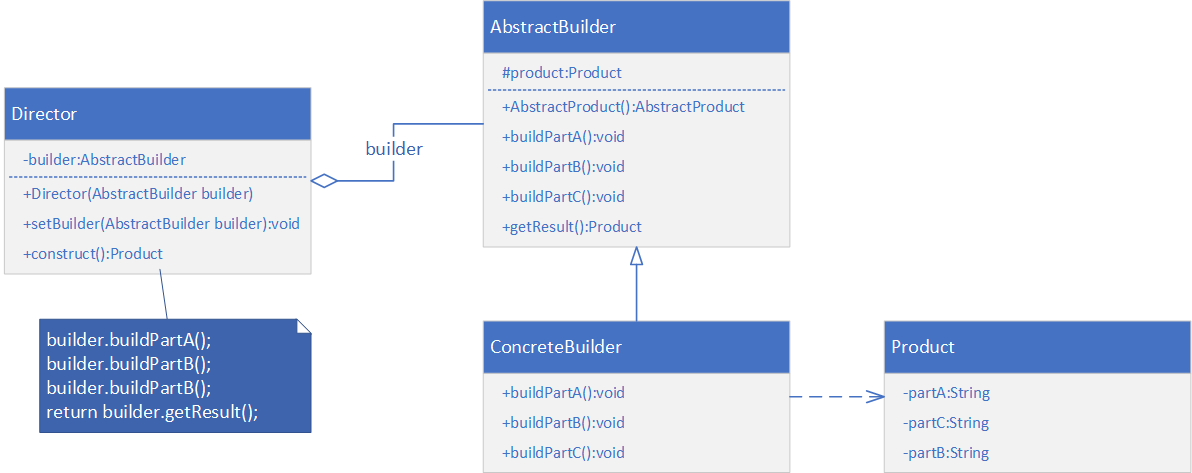 Director
-builder:AbstractBuilder
+Director(AbstractBuilder builder)
+setBuilder(AbstractBuilder builder):void
+construct():Product
builder.buildPartA();
builder.buildPartB();
builder.buildPartB();
return builder.getResult();
builder
AbstractBuilder
#product:Product
+AbstractProduct():AbstractProduct
+buildPartA():void
+buildPartB():void
+buildPartC():void
+getResult():Product
ConcreteBuilder
+buildPartA():void
+buildPartB():void
+buildPartC():void
Product
-partA:String
-partC:String
-partB:String